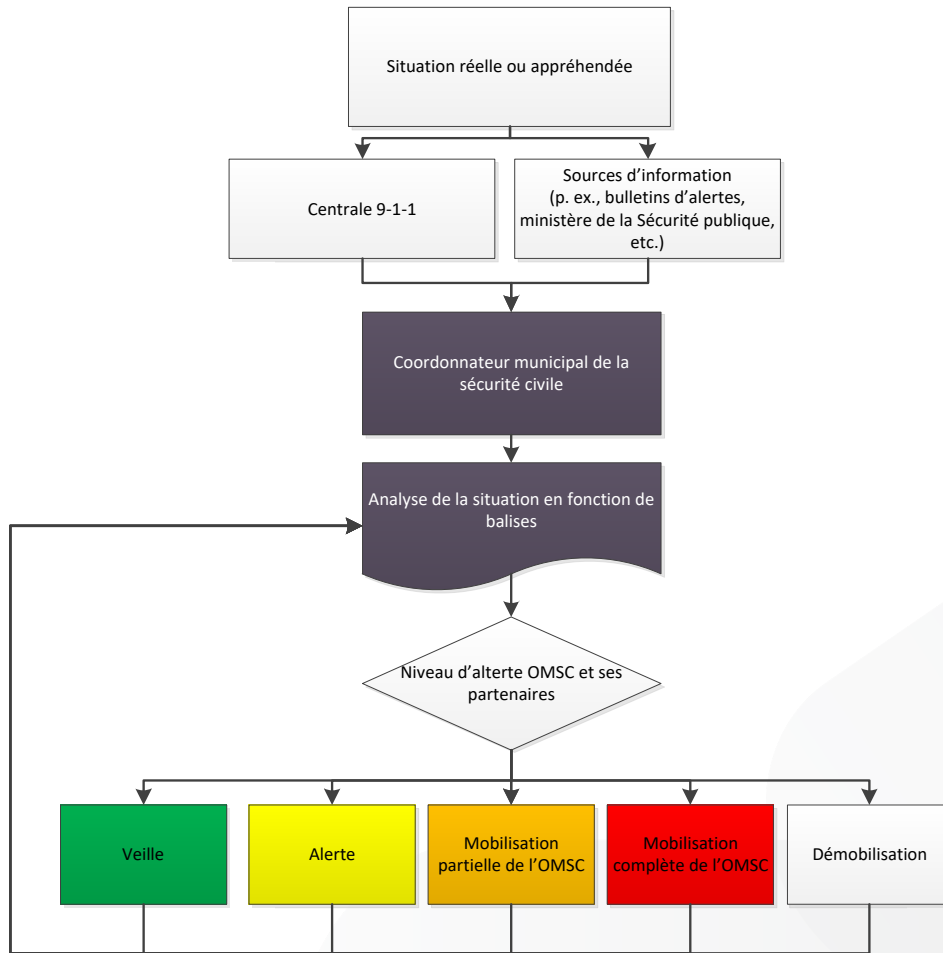 Situation réelle ou appréhendée
Centrale 9-1-1
Sources d'information
(p. ex., bulletins d'alertes,
ministère de la Sécurité publique,
etc.)
Coordonnateur municipal de la
sécurité civile
Analyse de la situation en fonction de
balises
Niveau d'alterte OMSC et ses
partenaires
Veille
Alerte
Mobilisation
partielle de l'OMSC
Mobilisation
complète de l'OMSC
Démobilisation